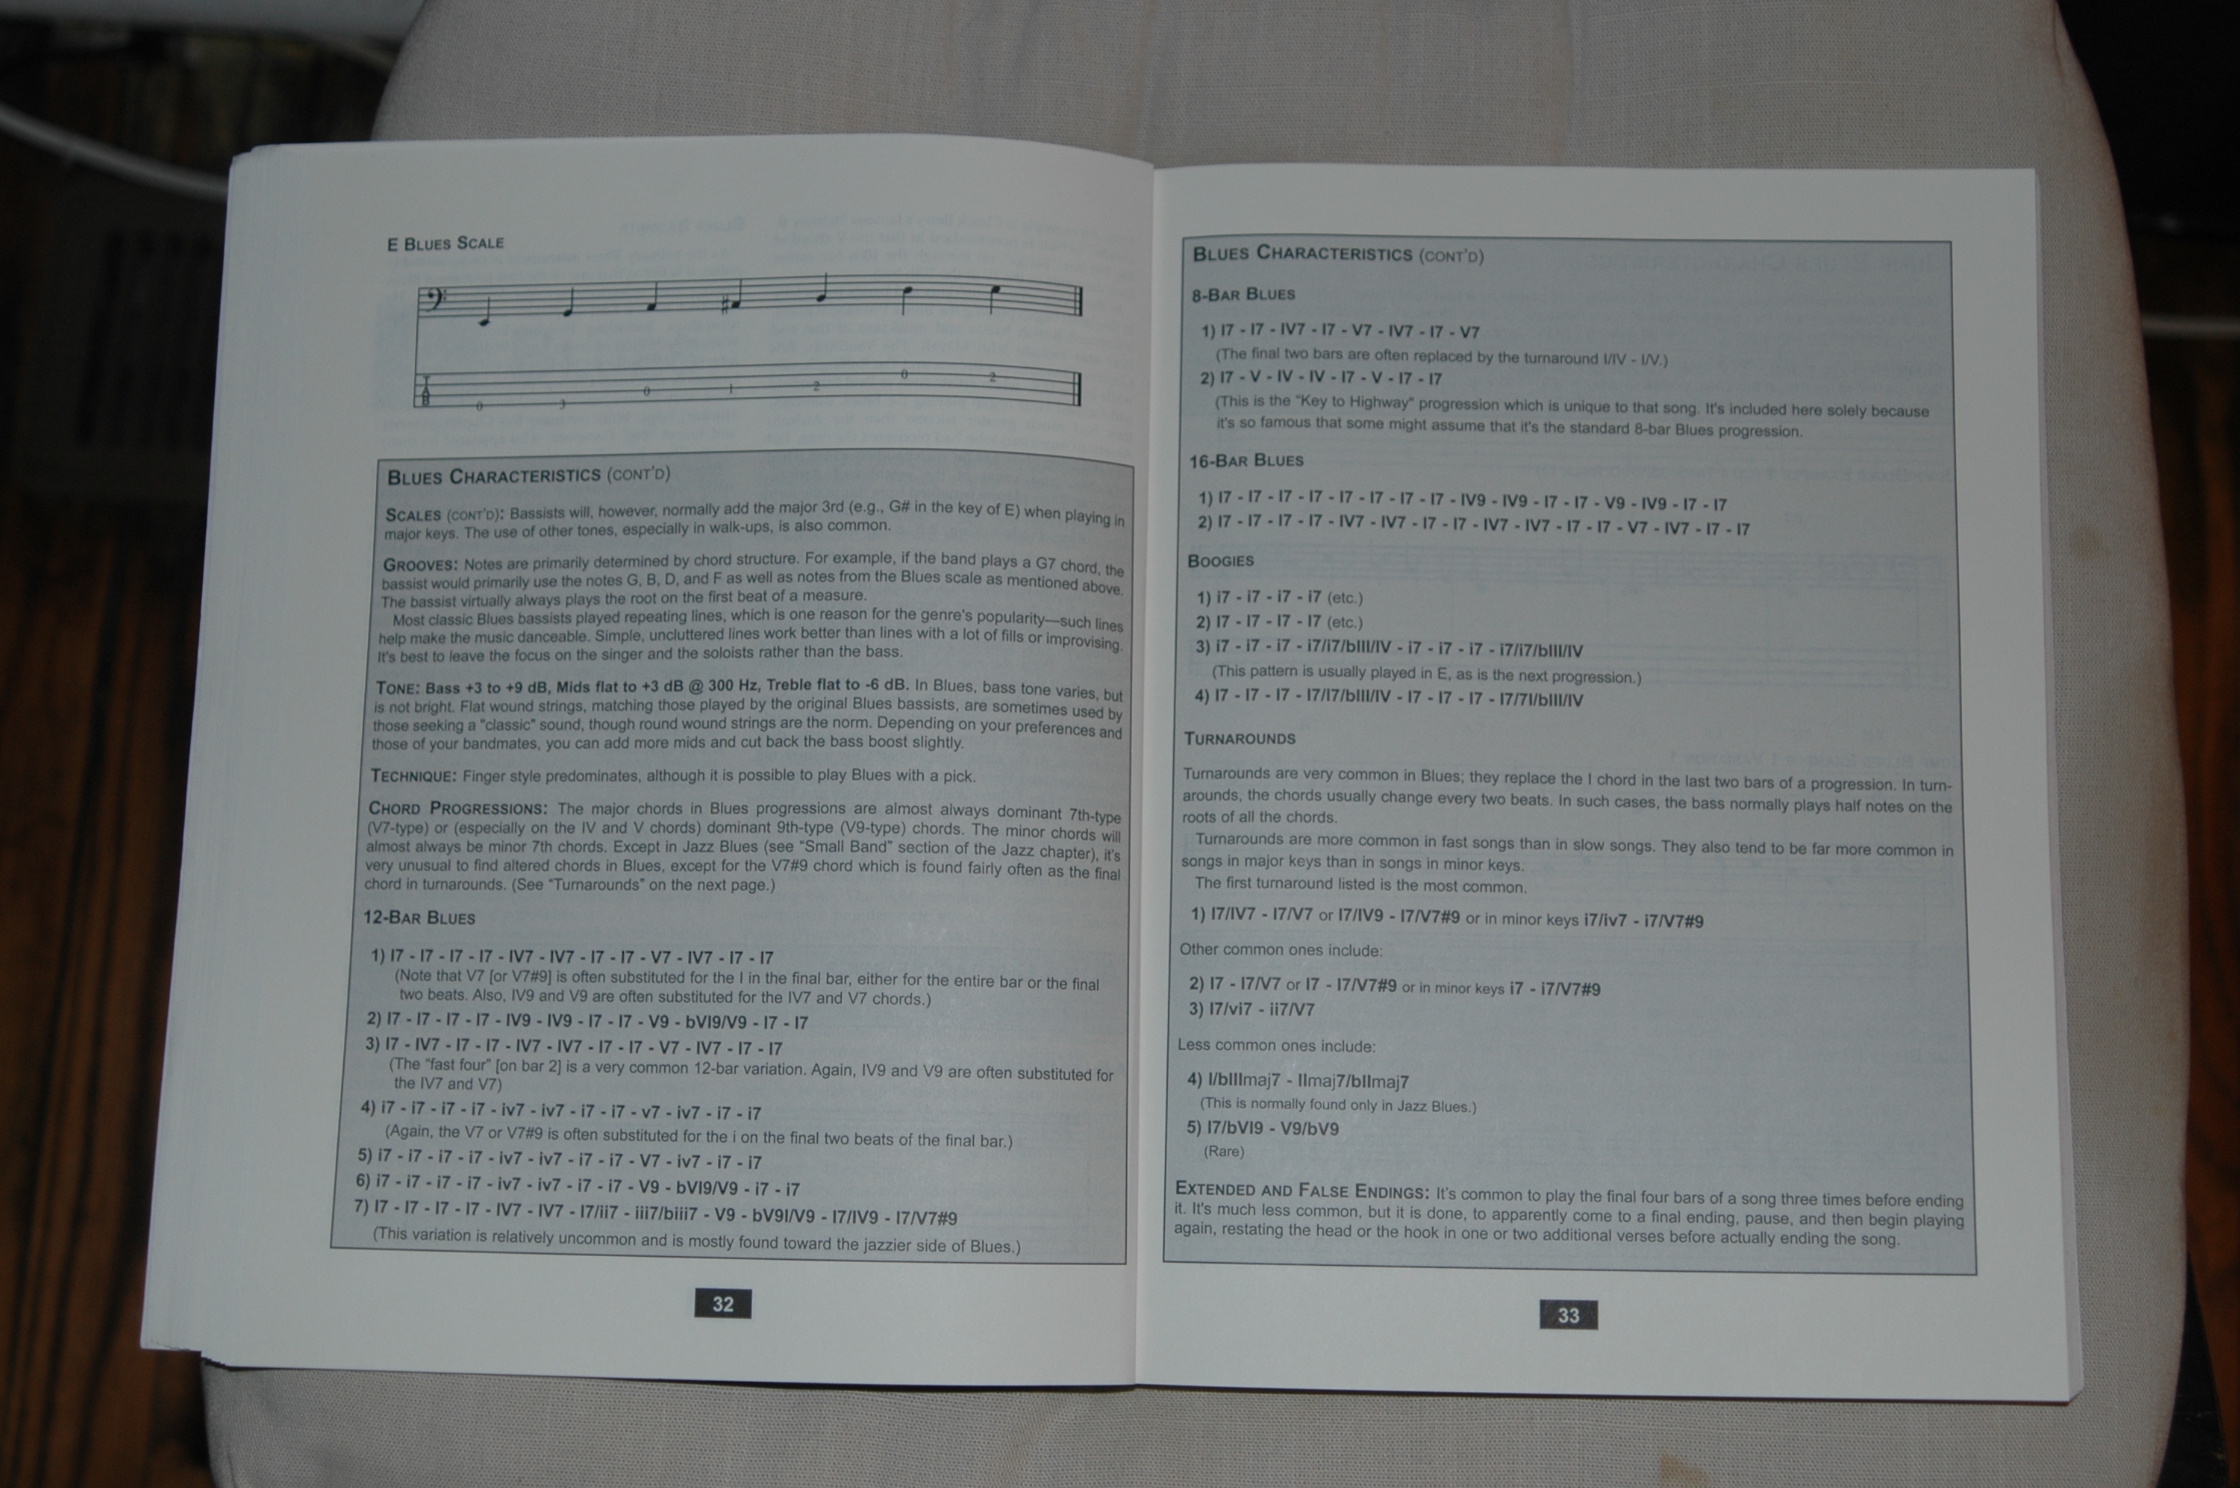 E BLUES SCALE
T
A
B
0 3 0 1 2 0 2
BLUES CHARACTERISTICS (CONT'D)
SCALES (CONT'D): Bassists will, however, normally add the major 3rd (e.g., G# in the key of E) when playing in
major keys. The use of other tones, especially in walk-ups, is also common.
GROOVES: Notes are primarily determined by chord structure. For example, if the band plays a G7 chord, the
bassist would primarily use the notes G, B, D, and F as well as notes from the Blues scale as mentioned above.
The bassist virtually always plays the root on the first beat of a measure.
Most classic Blues bassists played repeating lines, which is one reason for the genre's popularity—such lines
help make the music danceable. Simple, uncluttered lines work better than lines with a lot of fills or improvising.
It's best to leave the focus on the singer and the soloists rather than the bass.
TONE: Bass +3 to +9 dB, Mids flat to +3 dB @ 300 Hz, Treble flat to -6 dB. In Blues, bass tone varies, but
is not bright. Flat wound strings, matching those played by the original Blues bassists, are sometimes used by
those seeking a "classic" sound, though round wound strings are the norm. Depending on your preferences and
those of your bandmates, you can add more mids and cut back the bass boost slightly.
TECHNIQUE: Finger style predominates, although it is possible to play Blues with a pick.
CHORD PROGRESSIONS: The major chords in Blues progressions are almost always dominant 7th-type
(V7-type) or (especially on the IV and V chords) dominant 9th-type (V9-type) chords. The minor chords will
almost always be minor 7th chords. Except in Jazz Blues (see "Small Band" section of the Jazz chapter), it's
very unusual to find altered chords in Blues, except for the V7#9 chord which is found fairly often as the final
chord in turnarounds. (See "Turnarounds" on the next page.)
12-BAR BLUES
1) I7 - I7 - I7 - I7 - IV7 - IV7 - I7 - I7 - V7 - IV7 - I7 - I7
(Note that V7 [or V7#9] is often substituted for the I in the final bar, either for the entire bar or the final
two beats. Also, IV9 and V9 are often substituted for the IV7 and V7 chords.)
2) I7 - I7 - I7 - I7 - IV9 - IV9 - I7 - I7 - V9 - bVI9/V9 - I7 - I7
3) I7 - IV7 - I7 - I7 - IV7 - IV7 - I7 - I7 - V7 - IV7 - I7 - I7
(The "fast four" [on bar 2] is a very common 12-bar variation. Again, IV9 and V9 are often substituted for
the IV7 and V7)
4) i7 - i7 - i7 - i7 - iv7 - iv7 - i7 - i7 - v7 - iv7 - i7 - i7
(Again, the V7 or V7#9 is often substituted for the i on the final two beats of the final bar.)
5) i7 - i7 - i7 - i7 - iv7 - iv7 - i7 - i7 - V7 - iv7 - i7 - i7
6) i7 - i7 - i7 - i7 - iv7 - iv7 - i7 - i7 - V9 - bVI9/V9 - i7 - i7
7) I7 - I7 - I7 - I7 - IV7 - IV7 - I7/ii7 - iii7/biii7 - V9 - bV9I/V9 - I7/IV9 - I7/V7#9
(This variation is relatively uncommon and is mostly found toward the jazzier side of Blues.)
32
BLUES CHARACTERISTICS (CONT'D)
8-BAR BLUES
1) I7 - I7 - IV7 - I7 - V7 - IV7 - I7 - V7
(The final two bars are often replaced by the turnaround I/IV - I/V.)
2) I7 - V - IV - IV - I7 - V - I7 - I7
(This is the "Key to Highway" progression which is unique to that song. It's included here solely because
it's so famous that some might assume that it's the standard 8-bar Blues progression.
16-BAR BLUES
1) I7 - I7 - I7 - I7 - I7 - I7 - I7 - I7 - IV9 - IV9 - I7 - I7 - V9 - IV9 - I7 - I7
2) I7 - I7 - I7 - I7 - IV7 - IV7 - I7 - I7 - IV7 - IV7 - I7 - I7 - V7 - IV7 - I7 - I7
BOOGIES
1) i7 - i7 - i7 - i7 (etc.)
2) I7 - I7 - I7 - I7 (etc.)
3) i7 - i7 - i7 - i7/i7/bIII/IV - i7 - i7 - i7 - i7/i7/bIII/IV
(This pattern is usually played in E, as is the next progression.)
4) I7 - I7 - I7 - I7/I7/bIII/IV - I7 - I7 - I7 - I7/7I/bIII/IV
TURNAROUNDS
Turnarounds are very common in Blues; they replace the I chord in the last two bars of a progression. In turn-
arounds, the chords usually change every two beats. In such cases, the bass normally plays half notes on the
roots of all the chords.
Turnarounds are more common in fast songs than in slow songs. They also tend to be far more common in
songs in major keys than in songs in minor keys.
The first turnaround listed is the most common.
1) I7/IV7 - I7/V7 or I7/IV9 - I7/V7#9 or in minor keys i7/iv7 - i7/V7#9
Other common ones include:
2) I7 - I7/V7 or I7 - I7/V7#9 or in minor keys i7 - i7/V7#9
3) I7/vi7 - ii7/V7
Less common ones include:
4) I/bIIImaj7 - IImaj7/bIImaj7
(This is normally found only in Jazz Blues.)
5) I7/bVI9 - V9/bV9
(Rare)
EXTENDED AND FALSE ENDINGS: It's common to play the final four bars of a song three times before ending
it. It's much less common, but it is done, to apparently come to a final ending, pause, and then begin playing
again, restating the head or the hook in one or two additional verses before actually ending the song.
33